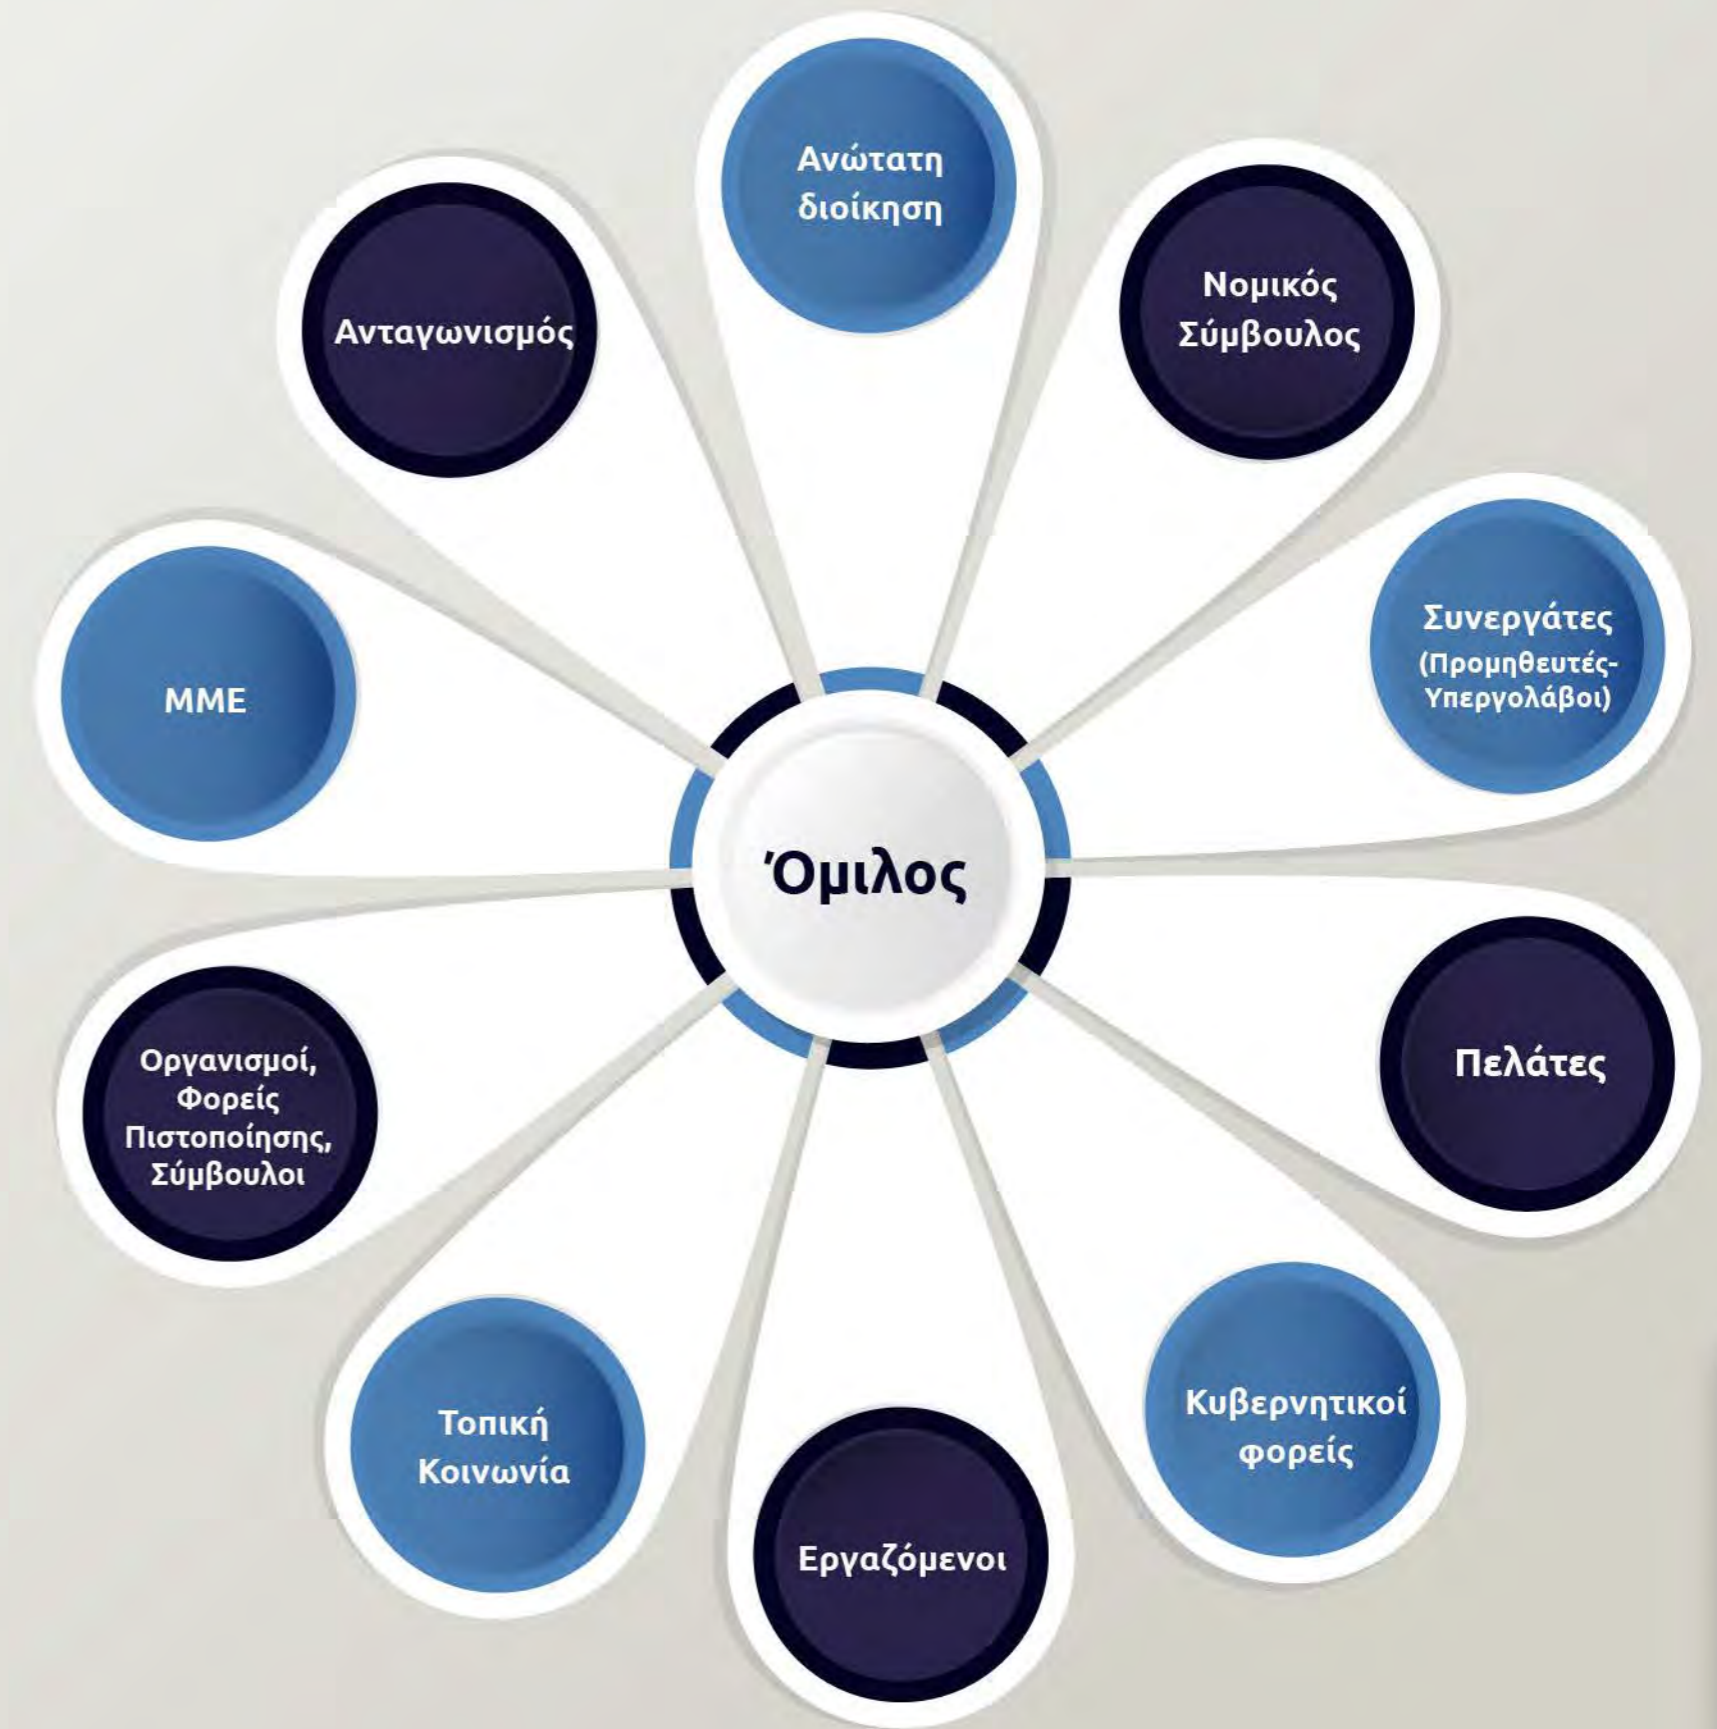 Ανώτατη
διοίκηση
Νομικός
Σύμβουλος
Συνεργάτες
(Προμηθευτές-
Υπεργολάβοι)
Πελάτες
Κυβερνητικοί
φορείς
Εργαζόμενοι
Τοπική
Κοινωνία
Οργανισμοί,
Φορείς
Πιστοποίησης,
Σύμβουλοι
ΜΜΕ
Ανταγωνισμός
Όμιλος